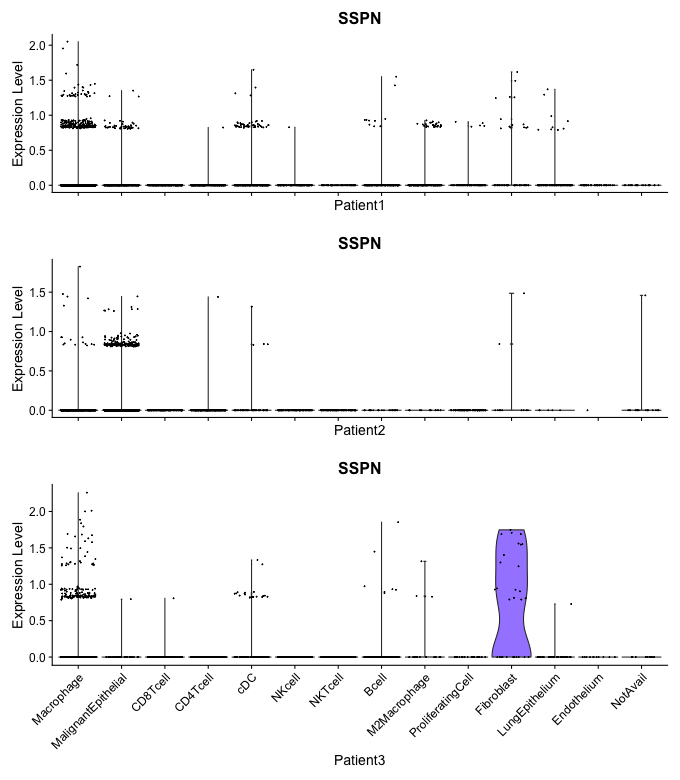 SSPN
Expression Level
2.0
1.5
1.0
0.5
0.0
Patient1
SSPN
Expression Level
1.5
1.0
0.5
0.0
Patient2
SSPN
Expression Level
2.0
1.5
1.0
0.5
0.0
Macrophage
MalignantEpithelial
CD8Tcell
CD4Tcell
cDC
NKcell
NKTcell
Bcell
M2Macrophage
ProliferatingCell
Fibroblast
LungEpithelium
Endothelium
NotAvail
Patient3